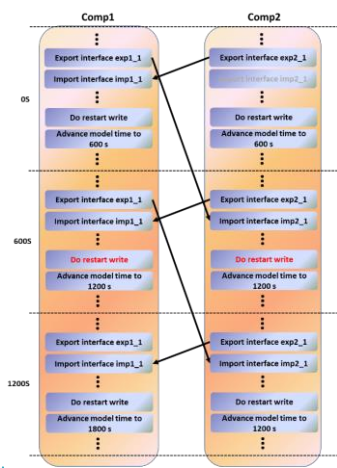 Comp1 Comp2
Export interface exp1_1 Export interface exp2_1
Import interface imp1_1 Import interface imp2_1
0S
Do restart write Do restart write
Advance model time to Advance model time to
600 s 600 s
Export interface exp1_1 Export interface exp2_1
Import interface imp1_1 Import interface imp2_1
600S
Do restart write Do restart write
Advance model time to Advance model time to
1200 s 1200 s
Export interface exp1_1 Export interface exp2_1
Import interface imp1_1 Import interface imp2_1
1200S
Do restart write Do restart write
Advance model time to Advance model time to
1800 s 1200 s